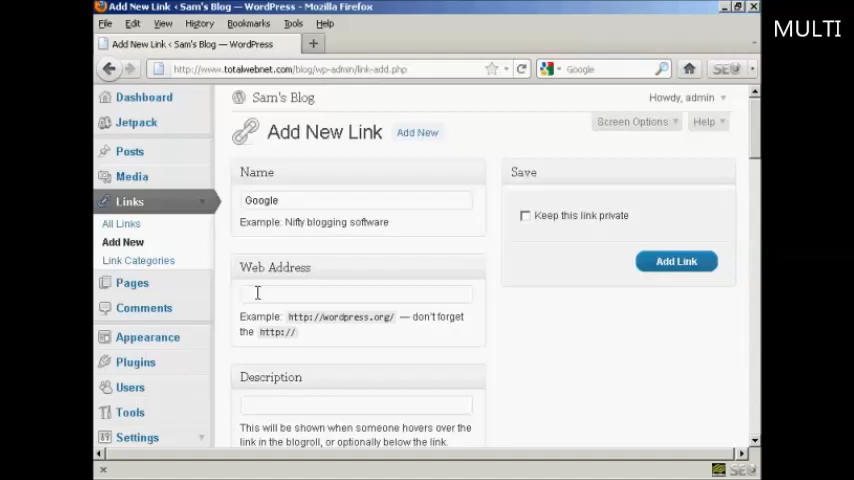 Add New Link ‹ Sam's Blog — WordPress - Mozilla Firefox
MULTI
File Edit View History Bookmarks Tools Help
Add New Link ‹ Sam's Blog — WordPress
http://www.totalwebnet.com/blog/wp-admin/link-add.php
Google
SEO
Dashboard
Jetpack
Posts
Media
Links
All Links
Add New
Link Categories
Pages
Comments
Appearance
Plugins
Users
Tools
Settings
Sam's Blog
Howdy, admin
Screen Options
Help
Add New Link
Add New
Name
Google
Example: Nifty blogging software
Web Address
Example: http://wordpress.org/ — don't forget
the http://
Description
This will be shown when someone hovers over the
link in the blogroll, or optionally below the link.
Save
Keep this link private
Add Link
SEO